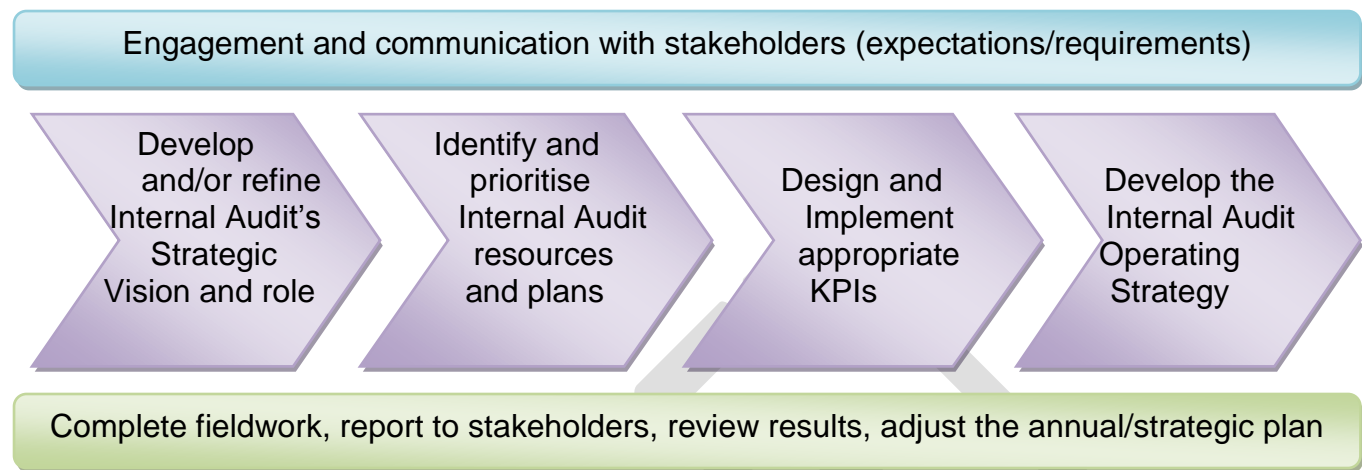 Engagement and communication with stakeholders (expectations/requirements)
Develop
and/or refine
Internal Audit’s
Strategic
Vision and role
Identify and
prioritise
Internal Audit
resources
and plans
Design and
Implement
appropriate
KPIs
Develop the
Internal Audit
Operating
Strategy
Complete fieldwork, report to stakeholders, review results, adjust the annual/strategic plan